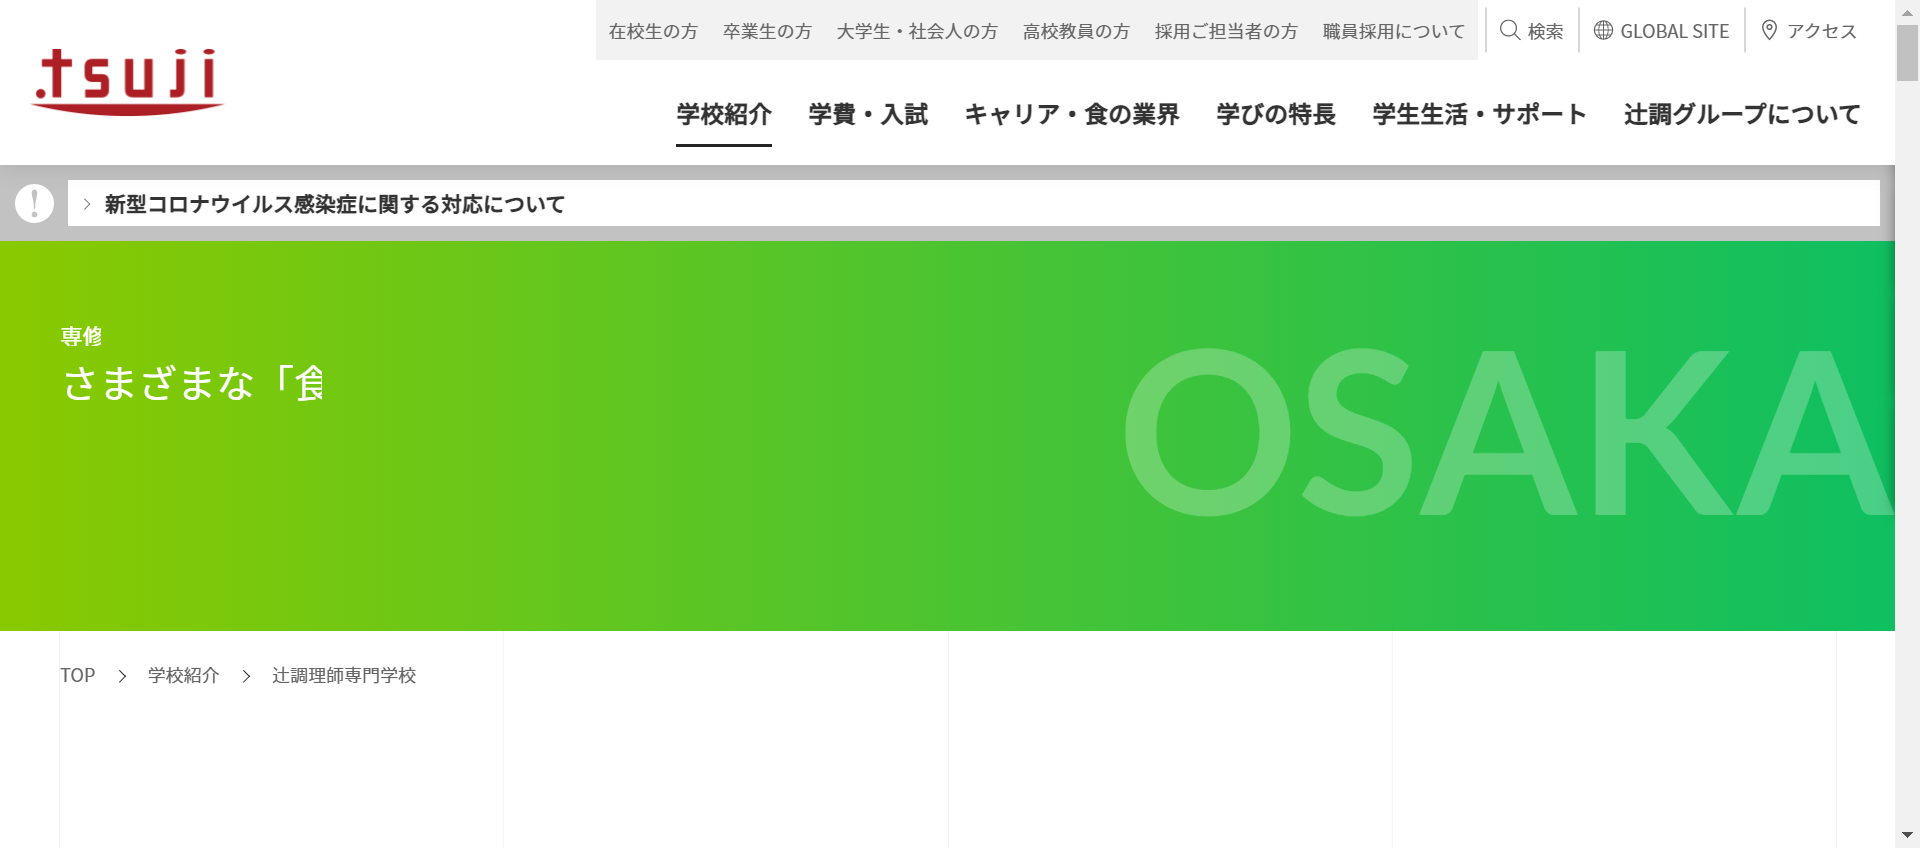 在校生の方 卒業生の方 大学生・社会人の方 高校教員の方 採用ご担当者の方 職員採用について 検索 GLOBAL SITE アクセス
.tsuji
学校紹介 学費・入試 キャリア・食の業界 学びの特長 学生生活・サポート 辻調グループについて
新型コロナウイルス感染症に関する対応について
専修
さまざまな「食
OSAKA
TOP 学校紹介 辻調理師専門学校